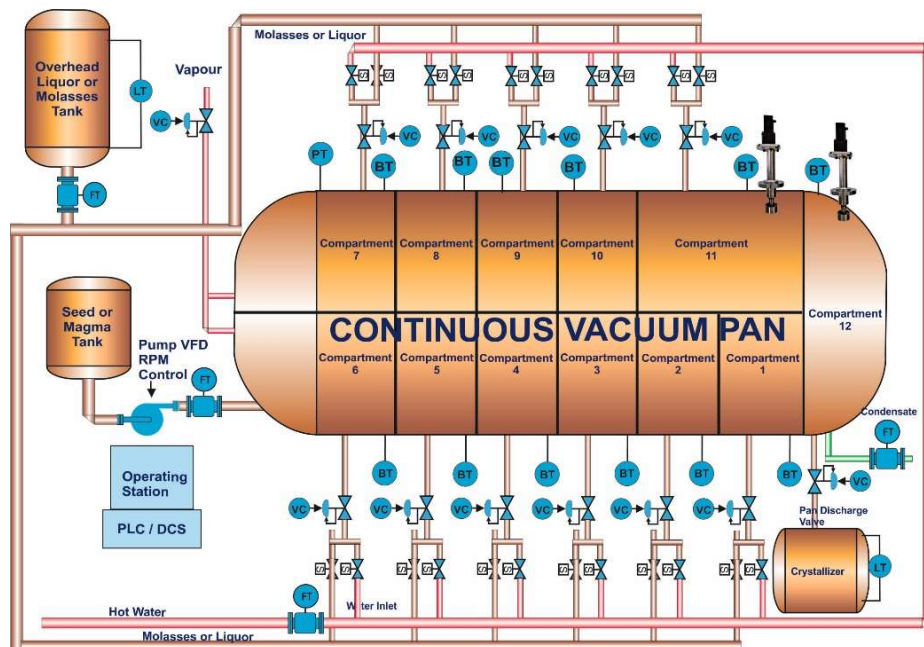 Molasses or Liquor
Overhead
Liquor or
Molasses
Tank
LT
Vapour
VC
FT
S S
S S
S S
S S
S S
VC
VC
VC
VC
VC
PT
BT
BT
BT
BT
BT
BT
Compartment
7
Compartment
8
Compartment
9
Compartment
10
Compartment
11
Compartment
12
CONTINUOUS VACUUM PAN
Seed or
Magma
Tank
Pump VFD
RPM
Control
FT
Compartment
6
Compartment
5
Compartment
4
Compartment
3
Compartment
2
Compartment
1
Condensate
FT
Operating
Station
PLC / DCS
BT
BT
BT
BT
BT
BT
VC
VC
VC
VC
VC
VC
VC
Pan Discharge
Valve
Crystallizer
LT
S S
S S
S S
S S
S S
S S
FT
Hot Water
Water Inlet
Molasses or Liquor